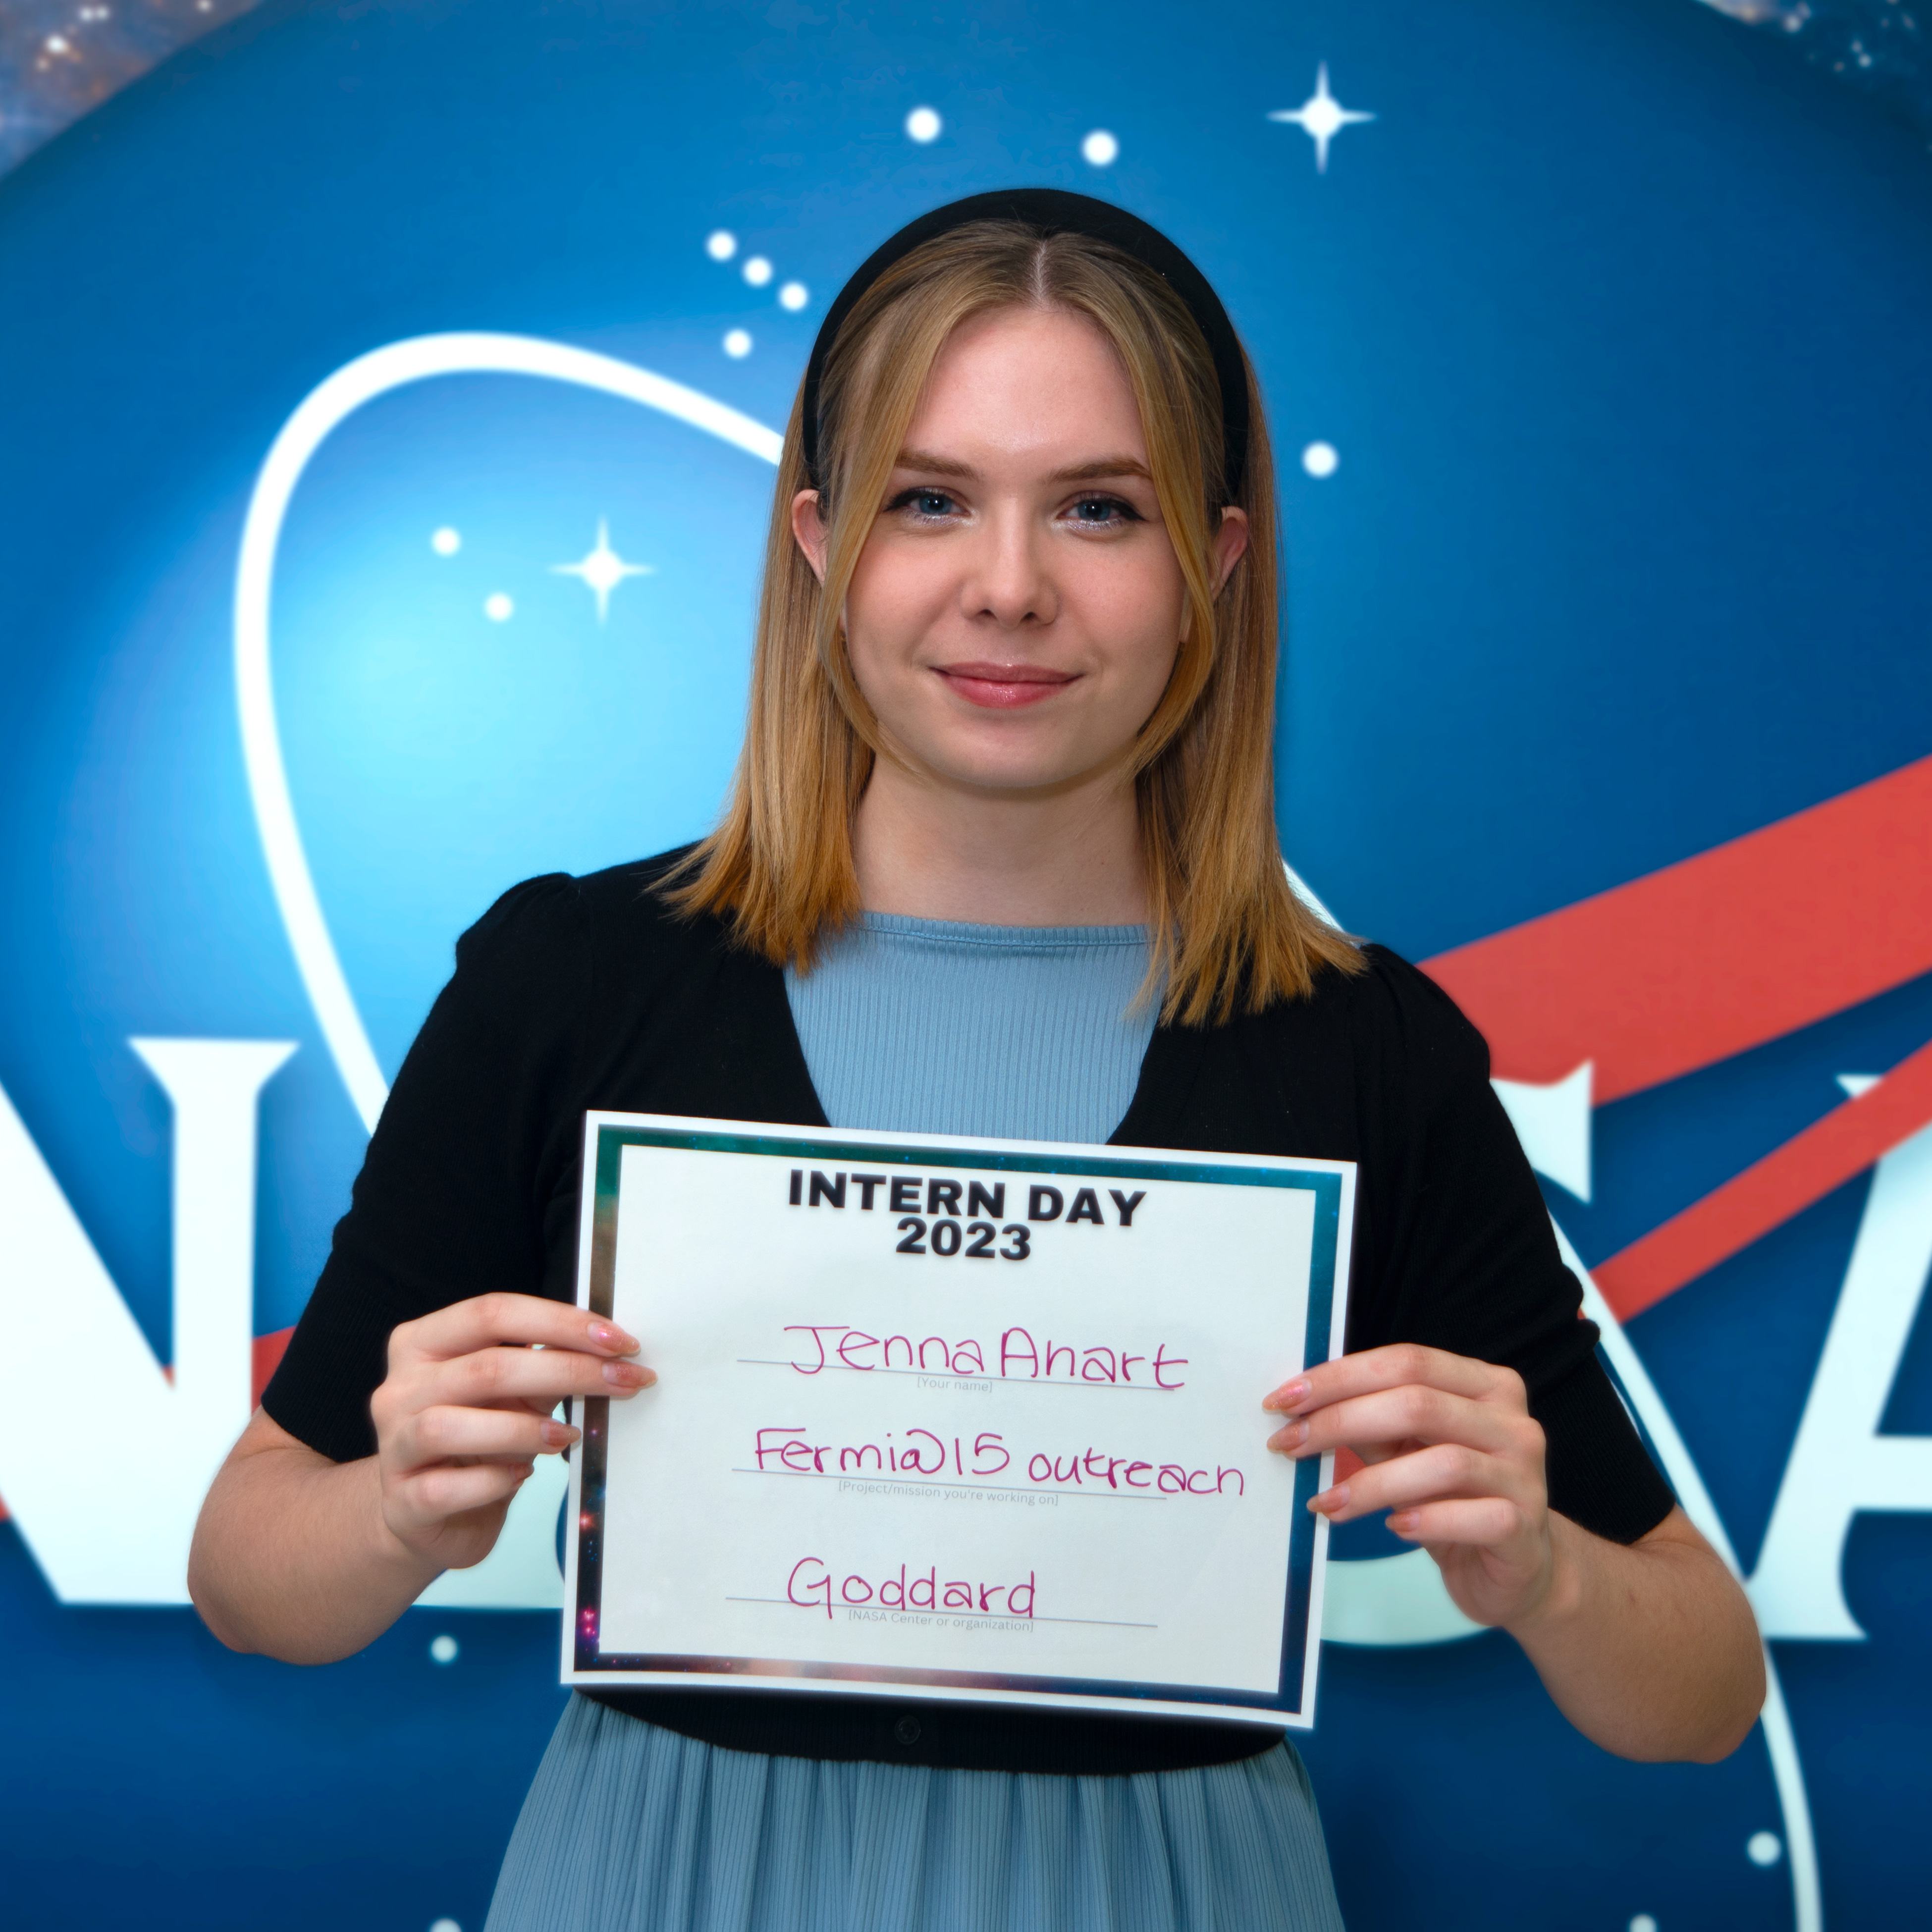 NASA
INTERN DAY
2023
Jenna Ahart
[Your name]
Fermi@15 outreach
[Project/mission you're working on]
Goddard
[NASA Center or organization]